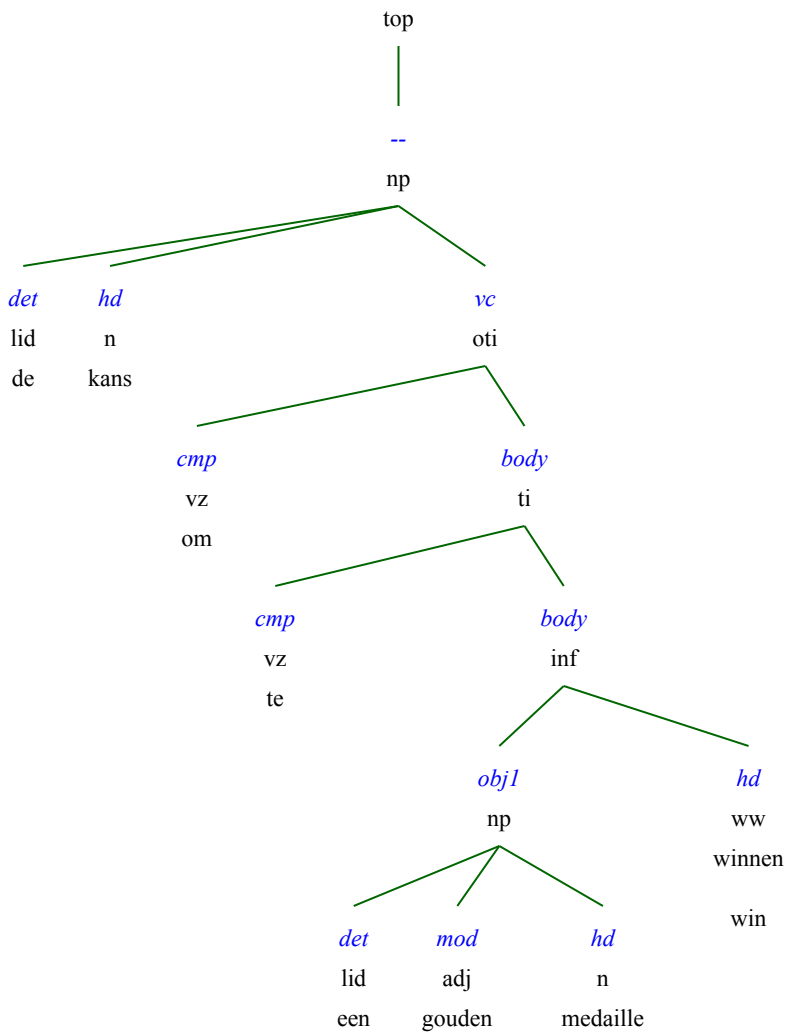 top
--
np
det hd vc
lid n oti
de kans
cmp body
vz ti
om
cmp body
vz inf
te
obj1 hd
np ww
winnen
win
det mod hd
lid adj n
een gouden medaille